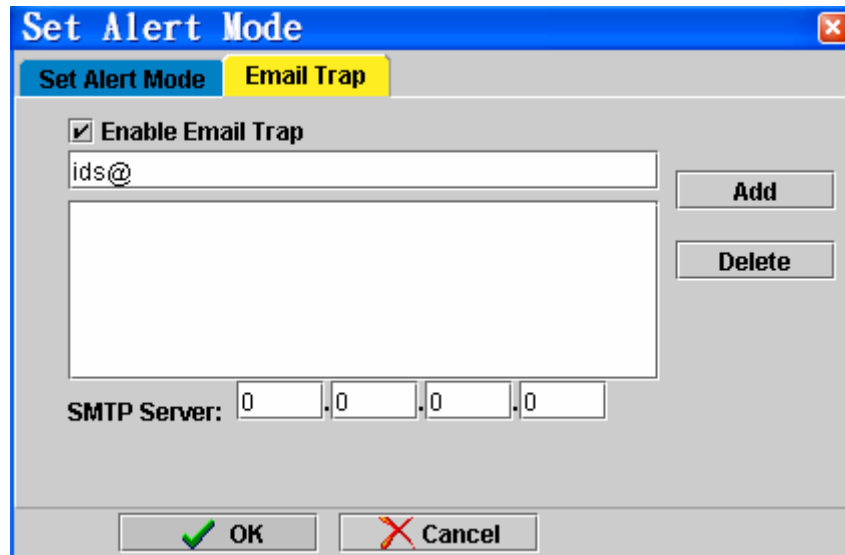 Set Alert Mode
Set Alert Mode Email Trap
Enable Email Trap
ids@
Add
Delete
SMTP Server: 0.0.0.0
OK Cancel